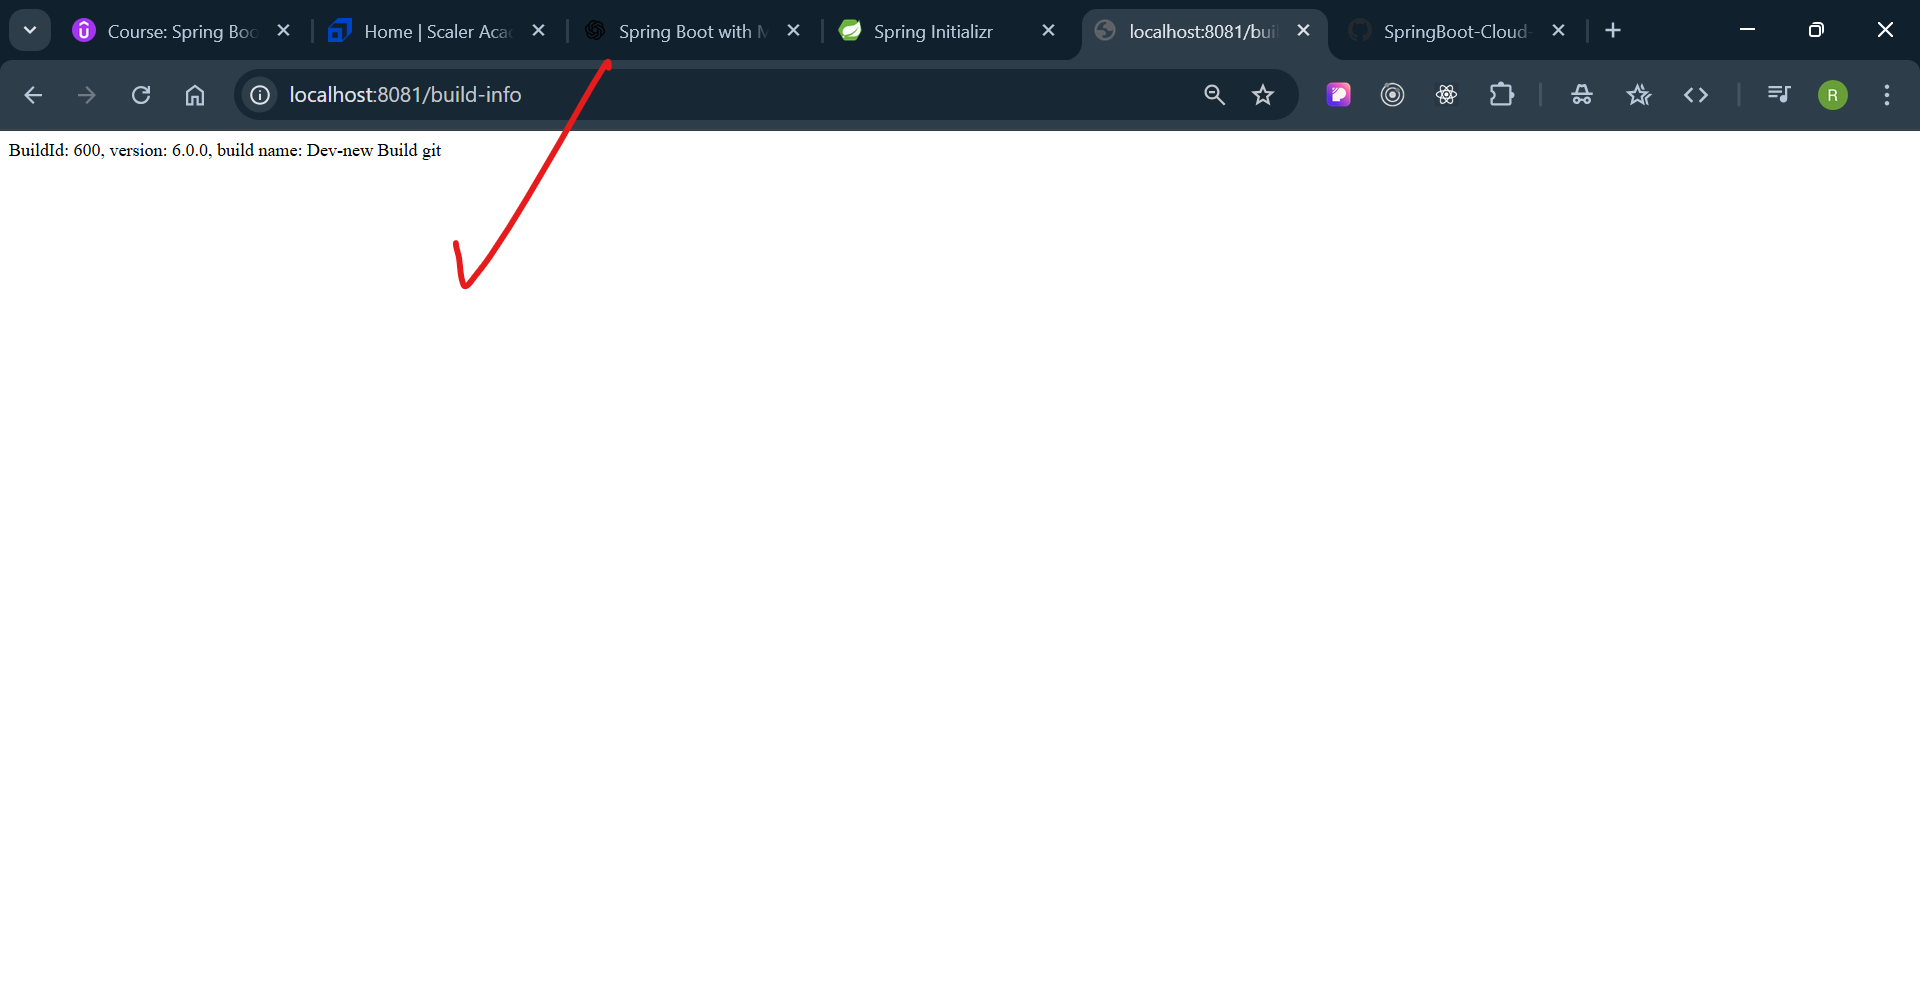 Course: Spring Boo
Home | Scaler Aca
Spring Boot with M
Spring Initializr
localhost:8081/bui
SpringBoot-Cloud-
localhost:8081/build-info
R
BuildId: 600, version: 6.0.0, build name: Dev-new Build git